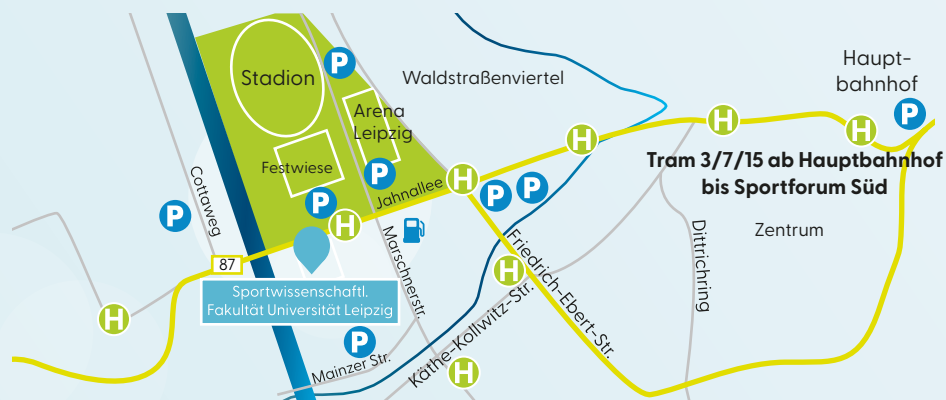 Stadion
P
Waldstraßenviertel
Haupt-
bahnhof
P
Arena
Leipzig
H
H
H
Tram 3/7/15 ab Hauptbahnhof
bis Sportforum Süd
Festwiese
P
Jahnallee
H
P
P
Cottaweg
P
P
H
Zentrum
Dittrichring
Marschnerstr.
Friedrich-Ebert-Str.
87
H
Sportwissenschaftl.
Fakultät Universität Leipzig
Käthe-Kollwitz-Str.
H
P
Mainzer Str.
H